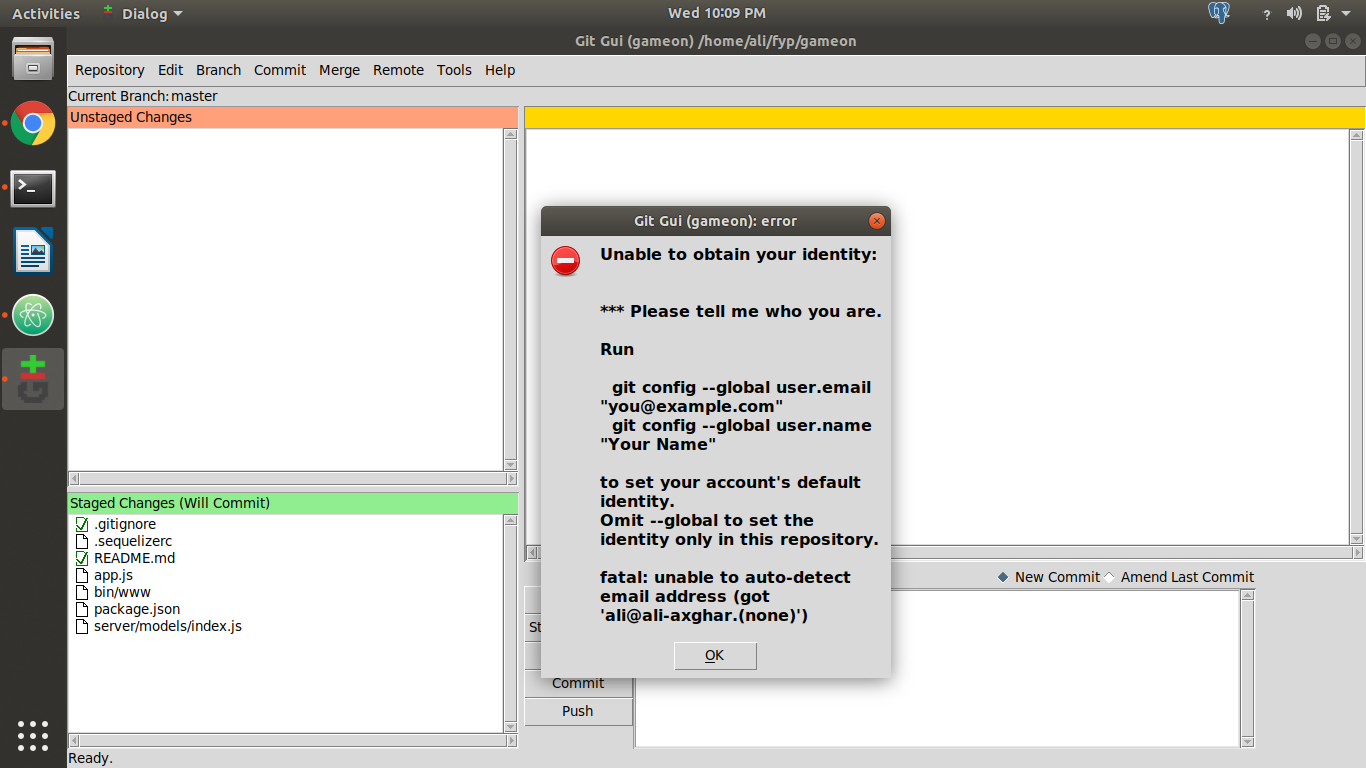 Activities
Dialog
Wed 10:09 PM
?
Git Gui (gameon) /home/ali/fyp/gameon
Repository Edit Branch Commit Merge Remote Tools Help
Current Branch: master
Unstaged Changes
Git Gui (gameon): error
Unable to obtain your identity:
*** Please tell me who you are.
Run
git config --global user.email
"you@example.com"
git config --global user.name
"Your Name"
to set your account's default
identity.
Omit --global to set the
identity only in this repository.
fatal: unable to auto-detect
email address (got
'ali@ali-axghar.(none)')
OK
Staged Changes (Will Commit)
.gitignore
.sequelizerc
README.md
app.js
bin/www
package.json
server/models/index.js
New Commit Amend Last Commit
St
Commit
Push
Ready.